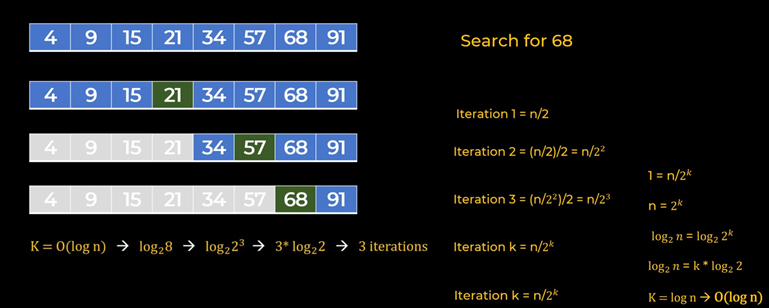 4 9 15 21 34 57 68 91
Search for 68
4 9 15 21 34 57 68 91
Iteration 1 = n/2
4 9 15 21 34 57 68 91
Iteration 2 = (n/2)/2 = n/2²
4 9 15 21 34 57 68 91
Iteration 3 = (n/2²)/2 = n/2³
K = O(log n) → log₂8 → log₂2³ → 3* log₂2 → 3 iterations
Iteration k = n/2ᵏ
Iteration k = n/2ᵏ
1 = n/2ᵏ
n = 2ᵏ
log₂ n = log₂ 2ᵏ
log₂ n = k * log₂ 2
K = log n → O(log n)